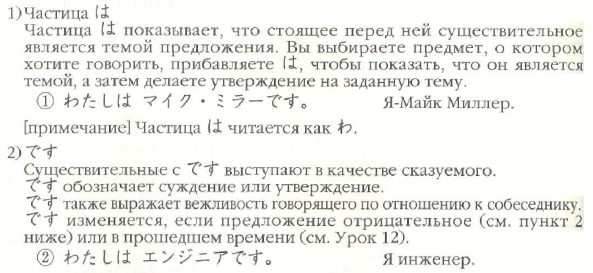 1) Частица は
Частица は показывает, что стоящее перед ней существительное
является темой предложения. Вы выбираете предмет, о котором
хотите говорить, прибавляете は, чтобы показать, что он является
темой, а затем делаете утверждение на заданную тему.
① わたしは マイク・ミラーです。 Я-Майк Миллер.
[примечание] Частица は читается как わ.
2) です
Существительные с です выступают в качестве сказуемого.
です обозначает суждение или утверждение.
です также выражает вежливость говорящего по отношению к собеседнику.
です изменяется, если предложение отрицательное (см. пункт 2
ниже) или в прошедшем времени (см. Урок 12).
② わたしは エンジニアです。 Я инженер.